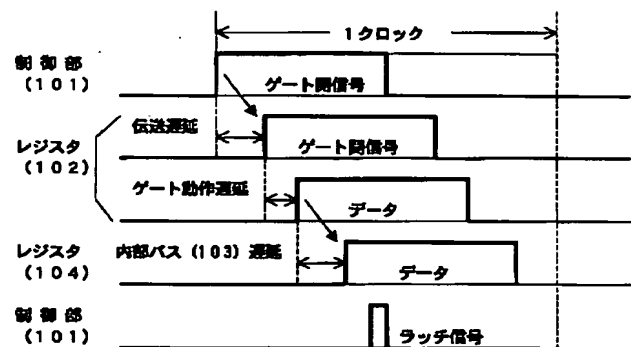 1クロック
制御部
(101)
ゲート開信号
伝送遅延
レジスタ
(102)
ゲート開信号
ゲート動作遅延
データ
レジスタ
(104)
内部バス(103)遅延
データ
制御部
(101)
ラッチ信号